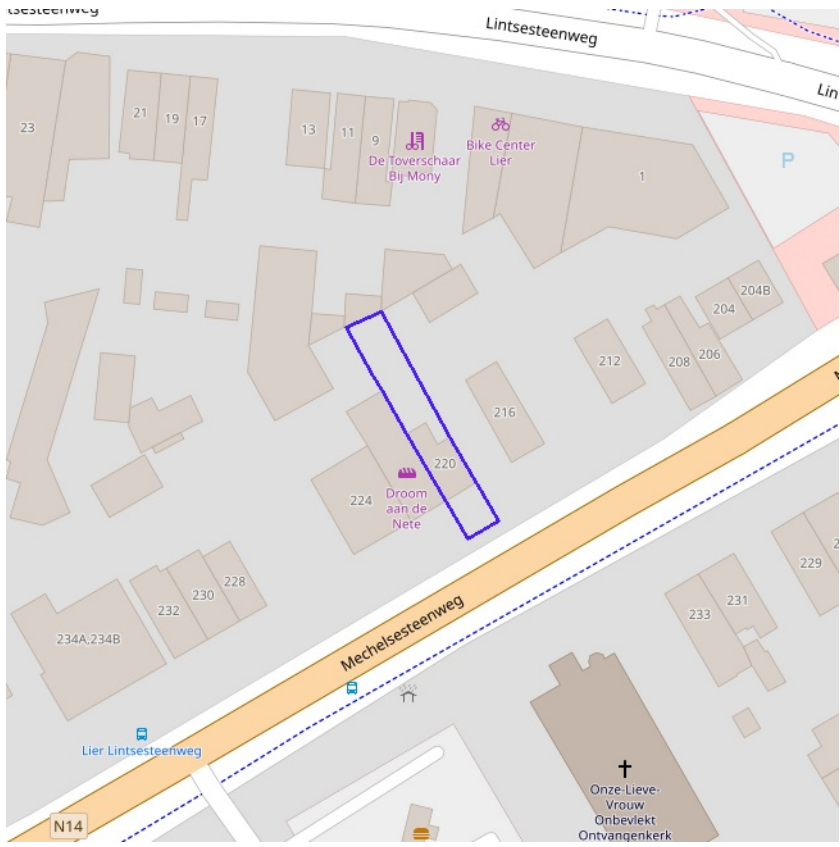 Lintsesteenweg
23
21
19
17
13
11
9
De Toverschaar
Bij Mony
Bike Center
Lier
1
P
204B
204
206
208
212
216
220
224
Droom
aan de
Nete
228
230
232
234A,234B
Mechelsesteenweg
229
231
233
Lier Lintsesteenweg
N14
Onze-Lieve-
Vrouw
Onbevlekt
Ontvangenkerk